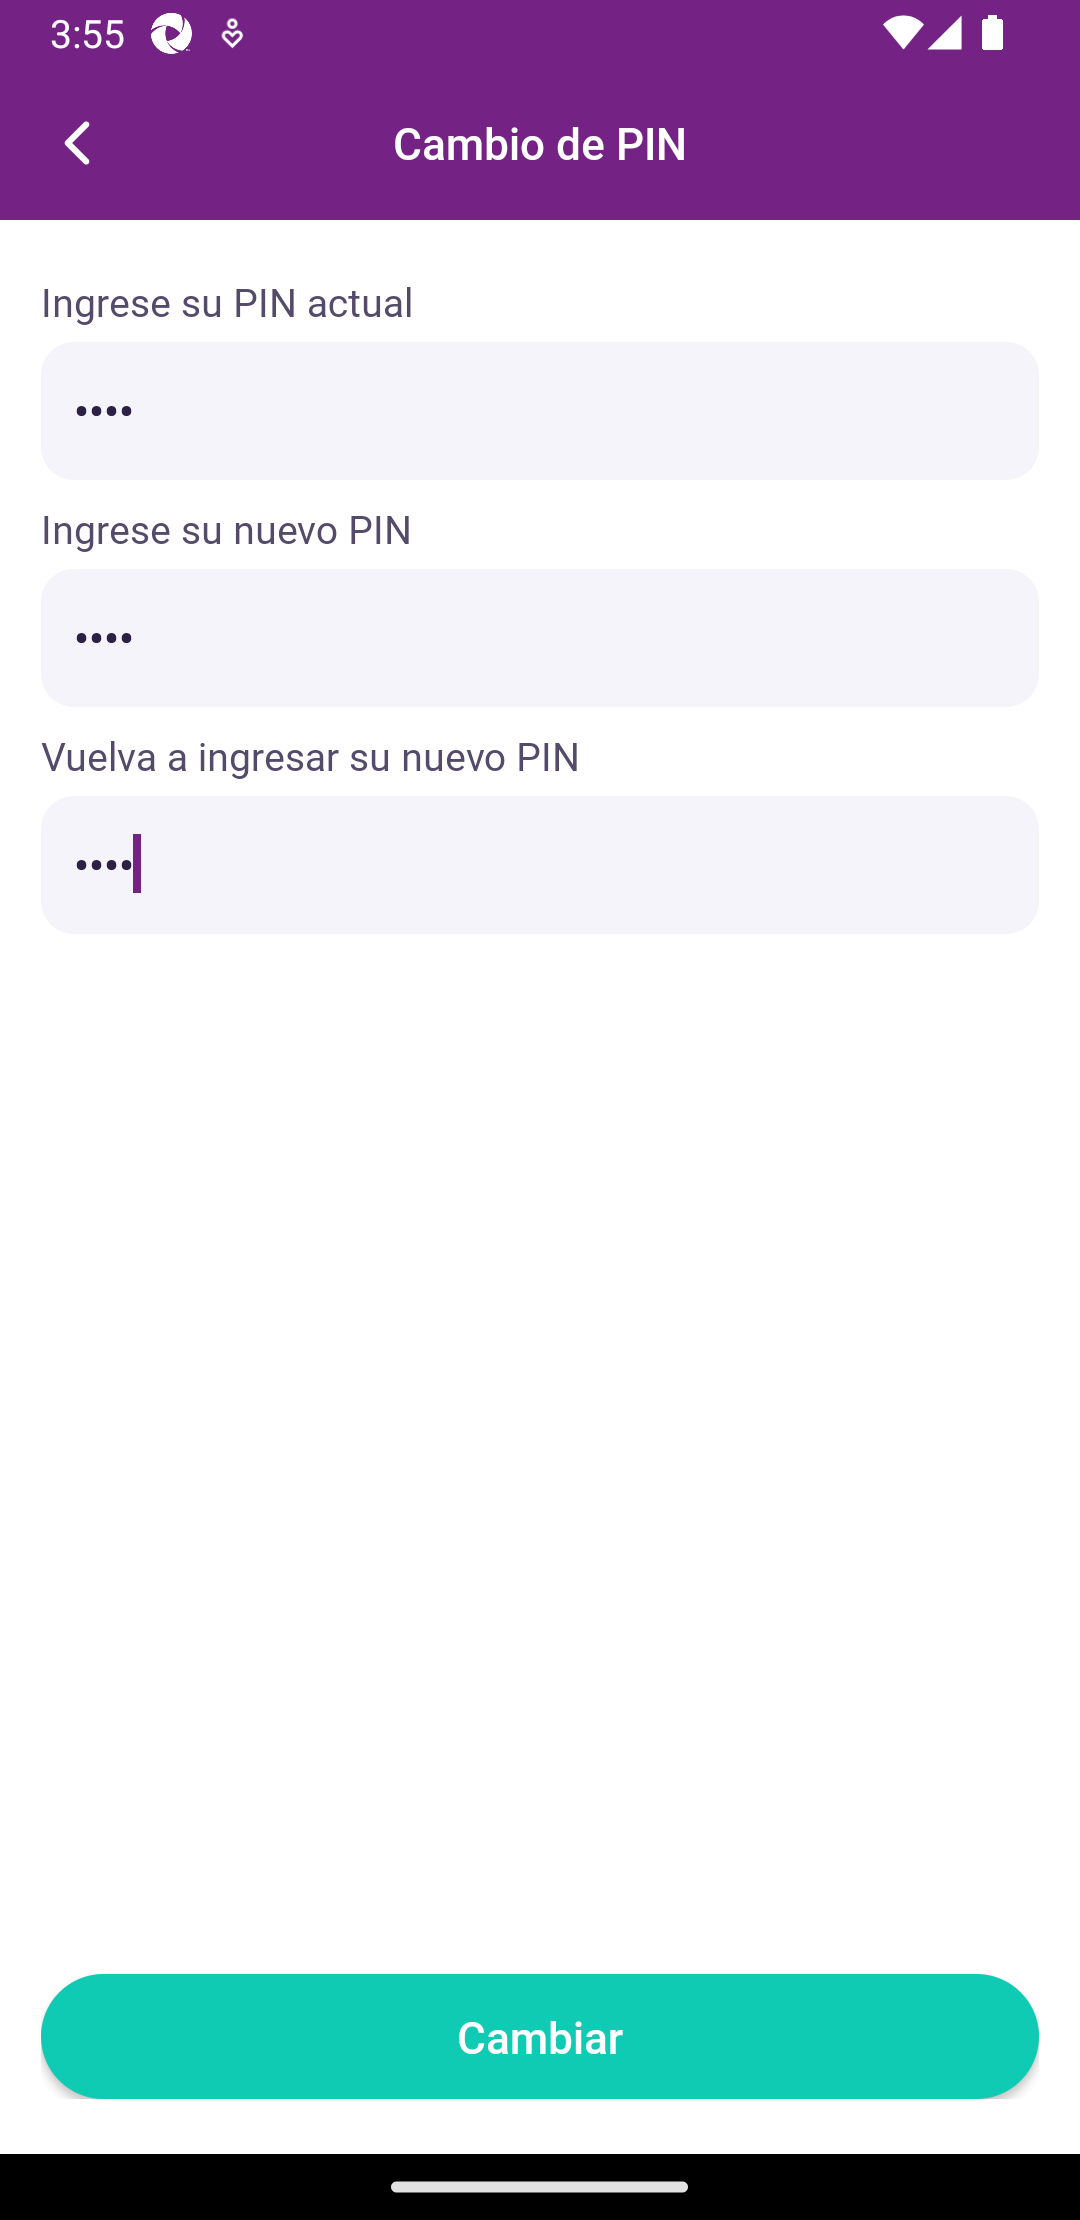 3:55
Cambio de PIN
Ingrese su PIN actual
••••
Ingrese su nuevo PIN
••••
Vuelva a ingresar su nuevo PIN
••••
Cambiar